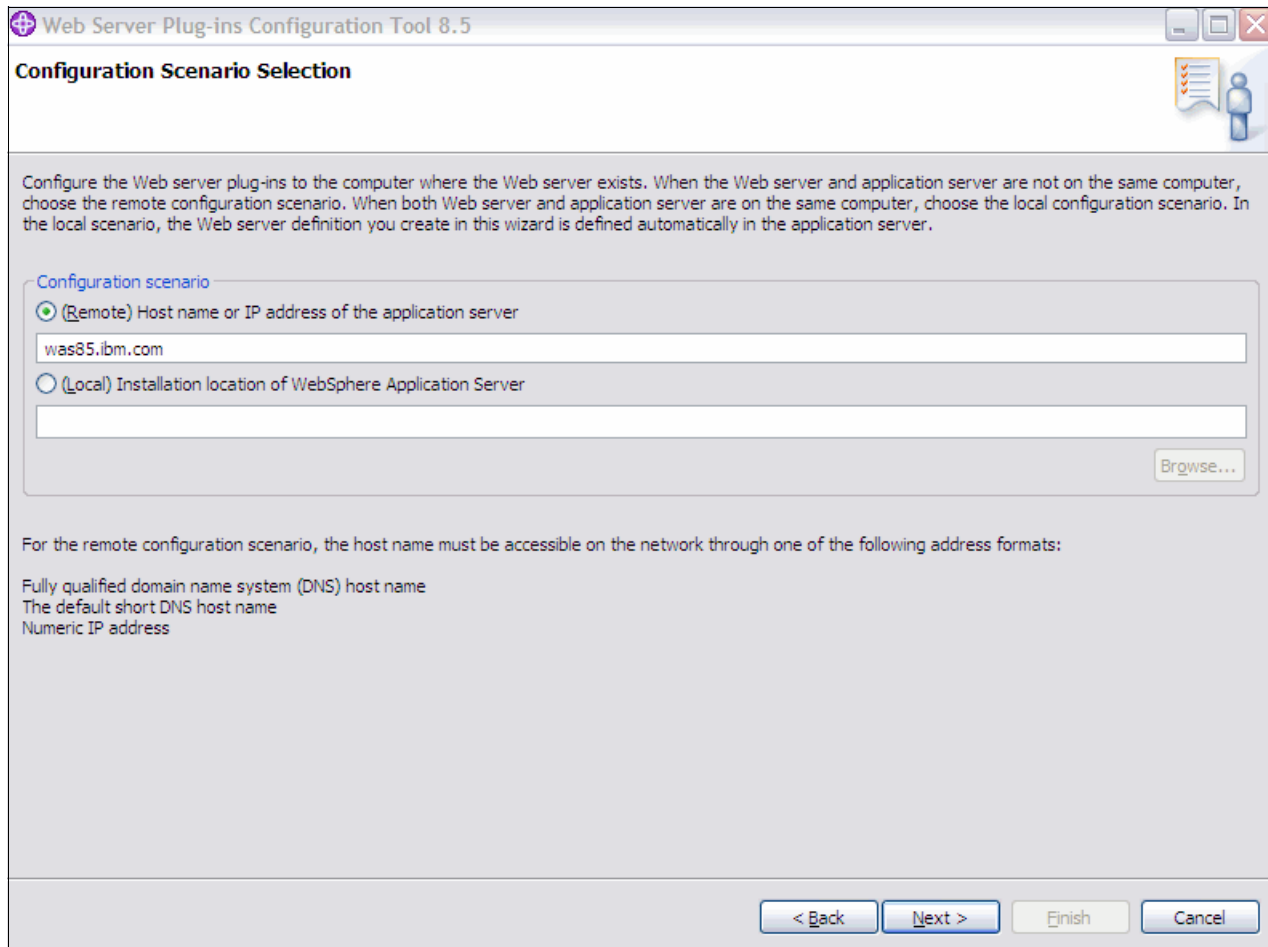 Web Server Plug-ins Configuration Tool 8.5
Configuration Scenario Selection
Configure the Web server plug-ins to the computer where the Web server exists. When the Web server and application server are not on the same computer,
choose the remote configuration scenario. When both Web server and application server are on the same computer, choose the local configuration scenario. In
the local scenario, the Web server definition you create in this wizard is defined automatically in the application server.
Configuration scenario
(Remote) Host name or IP address of the application server
was85.ibm.com
(Local) Installation location of WebSphere Application Server
Browse...
For the remote configuration scenario, the host name must be accessible on the network through one of the following address formats:
Fully qualified domain name system (DNS) host name
The default short DNS host name
Numeric IP address
< Back Next > Finish Cancel